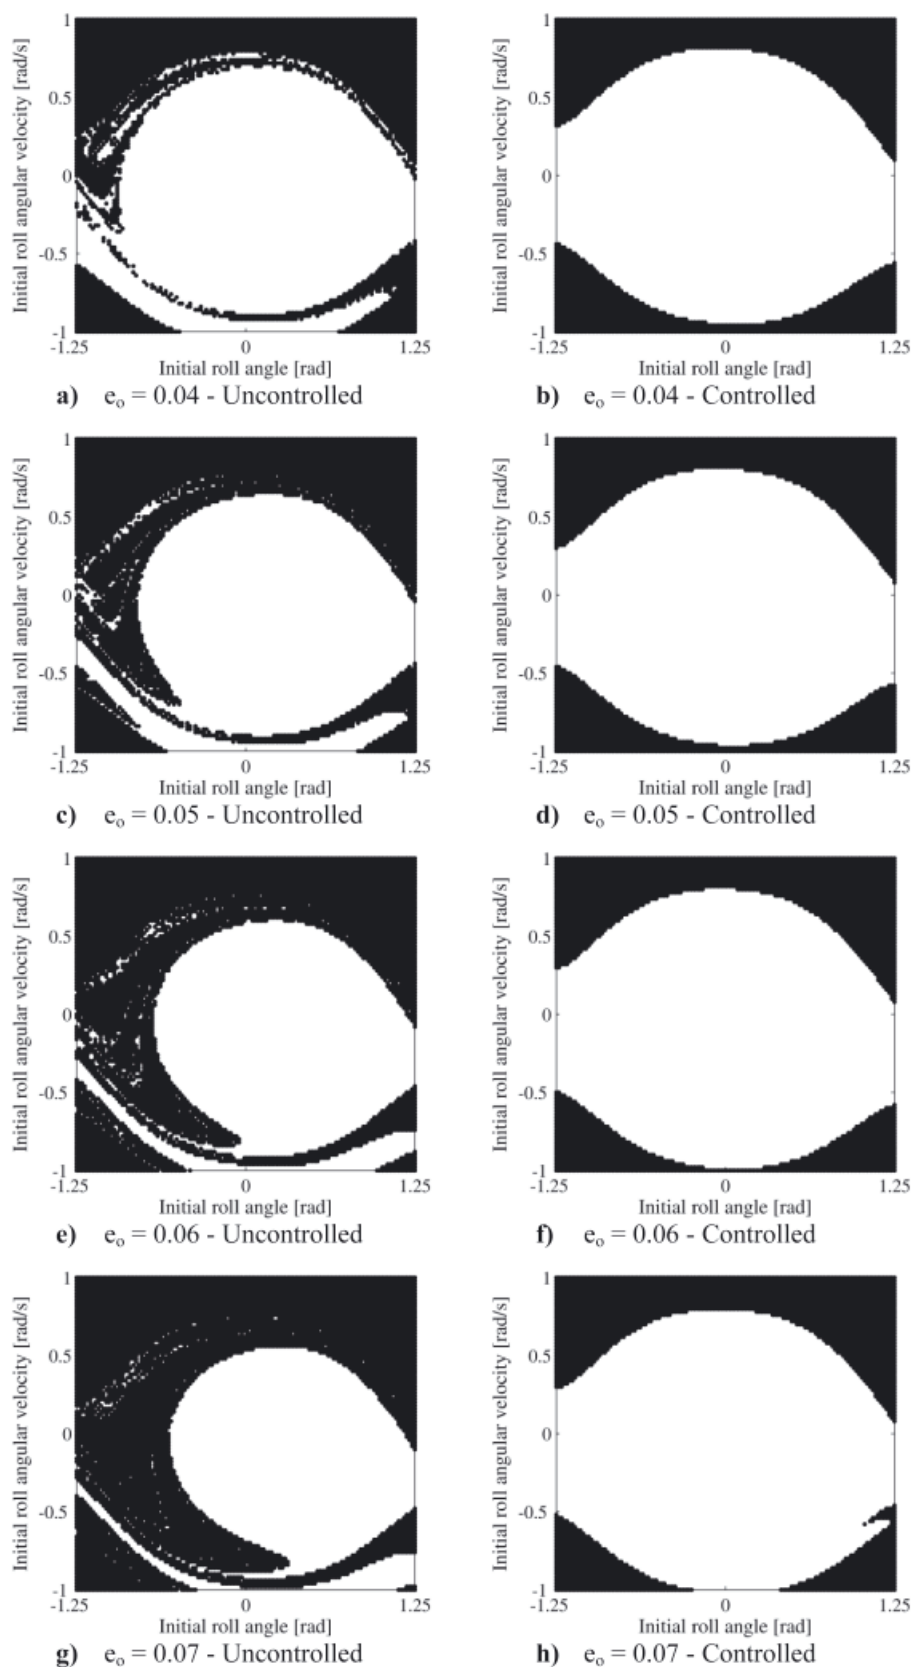 1
0.5
0
-0.5
-1
-1.25
0
1.25
Initial roll angular velocity [rad/s]
Initial roll angle [rad]
a) eₒ = 0.04 - Uncontrolled
1
0.5
0
-0.5
-1
-1.25
0
1.25
Initial roll angular velocity [rad/s]
Initial roll angle [rad]
b) eₒ = 0.04 - Controlled
1
0.5
0
-0.5
-1
-1.25
0
1.25
Initial roll angular velocity [rad/s]
Initial roll angle [rad]
c) eₒ = 0.05 - Uncontrolled
1
0.5
0
-0.5
-1
-1.25
0
1.25
Initial roll angular velocity [rad/s]
Initial roll angle [rad]
d) eₒ = 0.05 - Controlled
1
0.5
0
-0.5
-1
-1.25
0
1.25
Initial roll angular velocity [rad/s]
Initial roll angle [rad]
e) eₒ = 0.06 - Uncontrolled
1
0.5
0
-0.5
-1
-1.25
0
1.25
Initial roll angular velocity [rad/s]
Initial roll angle [rad]
f) eₒ = 0.06 - Controlled
1
0.5
0
-0.5
-1
-1.25
0
1.25
Initial roll angular velocity [rad/s]
Initial roll angle [rad]
g) eₒ = 0.07 - Uncontrolled
1
0.5
0
-0.5
-1
-1.25
0
1.25
Initial roll angular velocity [rad/s]
Initial roll angle [rad]
h) eₒ = 0.07 - Controlled